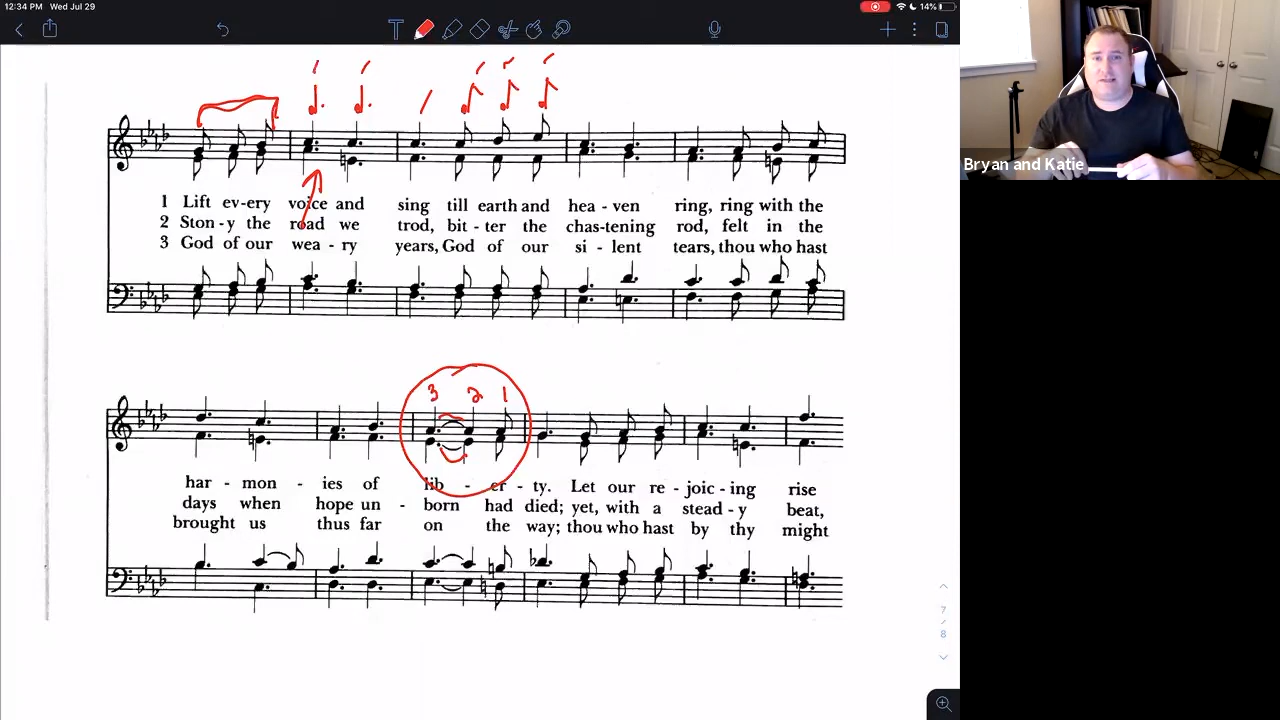 12:34 PM Wed Jul 29
14%
Bryan and Katie
1 Lift ev-ery voice and sing till earth and hea - ven ring, ring with the
2 Ston - y the road we trod, bit - ter the chas-tening rod, felt in the
3 God of our wea - ry years, God of our si - lent tears, thou who hast
3 2 1
har - mon - ies of lib - er - ty. Let our re - joic - ing rise
days when hope un - born had died; yet, with a stead - y beat,
brought us thus far on the way; thou who hast by thy might
7
/
8